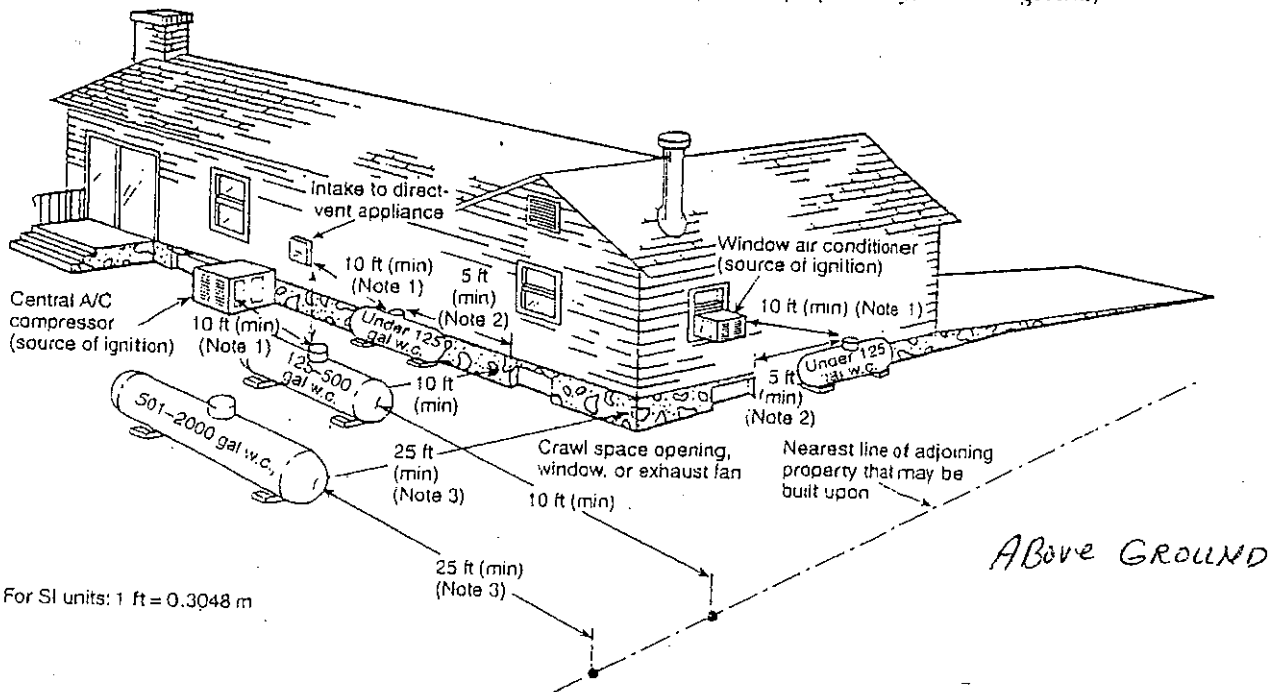 Intake to direct-
vent appliance
Window air conditioner
(source of ignition)
10 ft (min)
(Note 1)
5 ft
(min)
(Note 2)
10 ft (min) (Note 1)
Central A/C
compressor
(source of ignition)
10 ft (min)
(Note 1)
Under 125
gal w.c.
Under 125
gal w.c.
125-500
gal w.c.
10 ft
(min)
5 ft
(min)
(Note 2)
501-2000 gal w.c.
25 ft
(min)
(Note 3)
Crawl space opening,
window, or exhaust fan
Nearest line of adjoining
property that may be
built upon
10 ft (min)
25 ft (min)
(Note 3)
ABove GROUND
For SI units: 1 ft = 0.3048 m